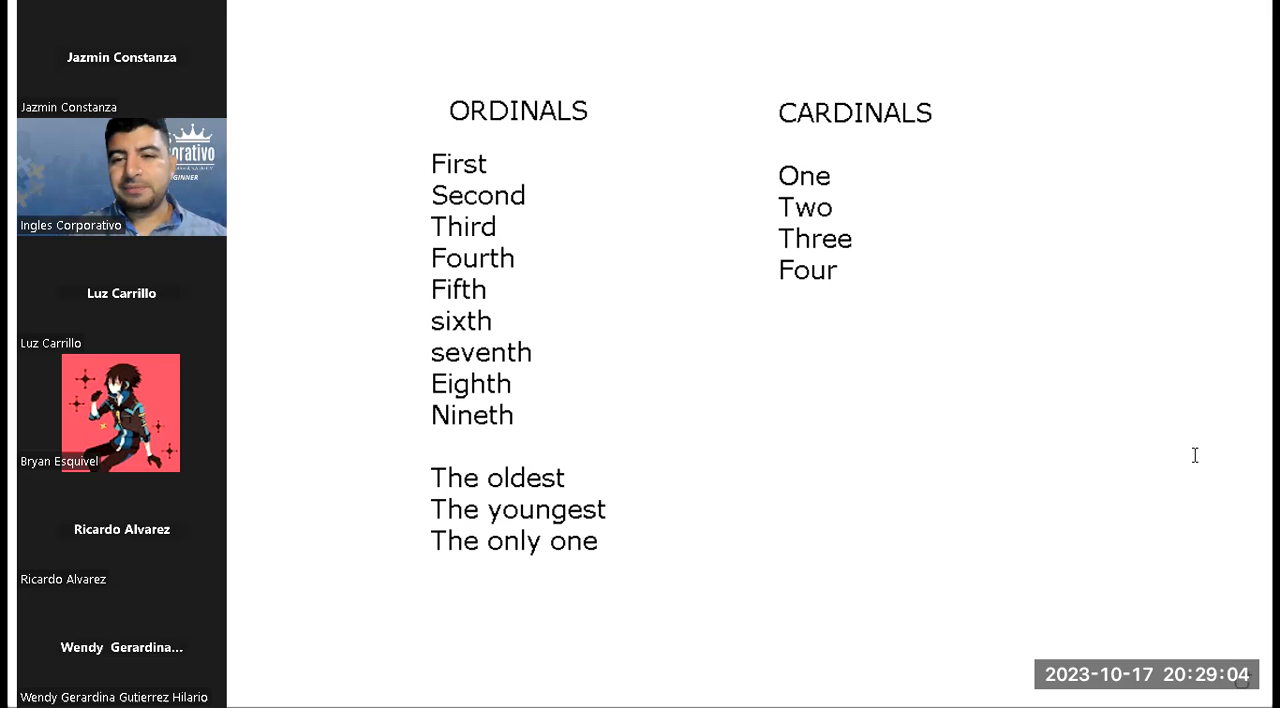 Jazmin Constanza
Jazmin Constanza
orativo
GINNER
Ingles Corporativo
Luz Carrillo
Luz Carrillo
Bryan Esquivel
Ricardo Alvarez
Ricardo Alvarez
Wendy Gerardina...
Wendy Gerardina Gutierrez Hilario
ORDINALS
First
Second
Third
Fourth
Fifth
sixth
seventh
Eighth
Nineth
The oldest
The youngest
The only one
CARDINALS
One
Two
Three
Four
2023-10-17 20:29:04